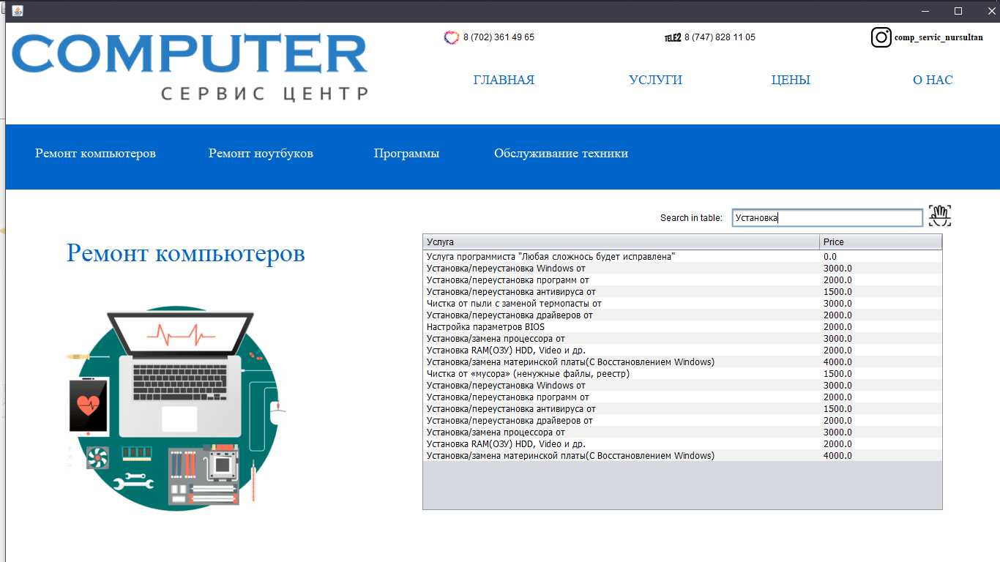 COMPUTER
СЕРВИС ЦЕНТР
8 (702) 361 49 65
TELE2 8 (747) 828 11 05
comp_servic_nursultan
ГЛАВНАЯ
УСЛУГИ
ЦЕНЫ
О НАС
Ремонт компьютеров
Ремонт ноутбуков
Программы
Обслуживание техники
Search in table: Установка
Ремонт компьютеров
Услуга Price
Услуга программиста "Любая сложнось будет исправлена" 0.0
Установка/переустановка Windows от 3000.0
Установка/переустановка программ от 2000.0
Установка/переустановка антивируса от 1500.0
Чистка от пыли с заменой термопасты от 3000.0
Установка/переустановка драйверов от 2000.0
Настройка параметров BIOS 2000.0
Установка/замена процессора от 3000.0
Установка RAM(ОЗУ) HDD, Video и др. 2000.0
Установка/замена материнской платы(С Восстановлением Windows) 4000.0
Чистка от «мусора» (ненужные файлы, реестр) 1500.0
Установка/переустановка Windows от 3000.0
Установка/переустановка программ от 2000.0
Установка/переустановка антивируса от 1500.0
Установка/переустановка драйверов от 2000.0
Установка/замена процессора от 3000.0
Установка RAM(ОЗУ) HDD, Video и др. 2000.0
Установка/замена материнской платы(С Восстановлением Windows) 4000.0